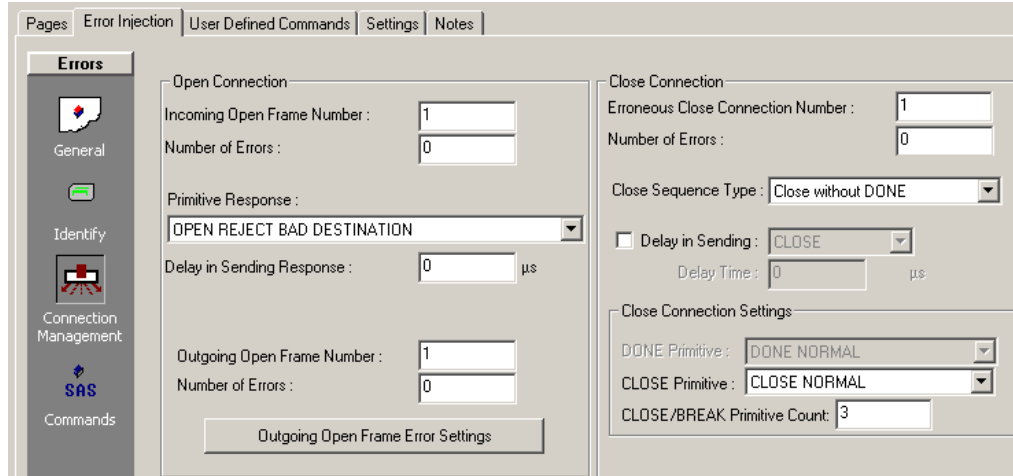 Pages Error Injection User Defined Commands Settings Notes
Errors
General
Identify
Connection
Management
SAS
Commands
Open Connection
Incoming Open Frame Number : 1
Number of Errors : 0
Primitive Response :
OPEN REJECT BAD DESTINATION
Delay in Sending Response : 0 µs
Outgoing Open Frame Number : 1
Number of Errors : 0
Outgoing Open Frame Error Settings
Close Connection
Erroneous Close Connection Number : 1
Number of Errors : 0
Close Sequence Type : Close without DONE
Delay in Sending : CLOSE
Delay Time : 0 µs
Close Connection Settings
DONE Primitive : DONE NORMAL
CLOSE Primitive : CLOSE NORMAL
CLOSE/BREAK Primitive Count: 3